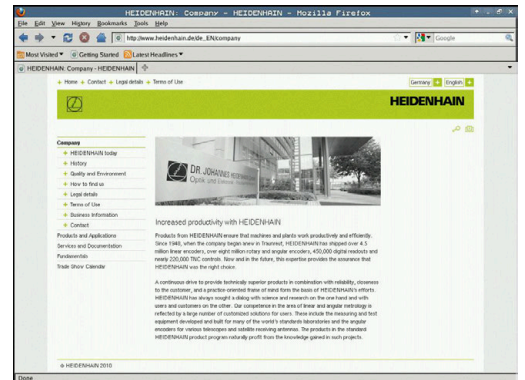 HEIDENHAIN: Company - HEIDENHAIN - Mozilla Firefox
File Edit View History Bookmarks Tools Help
http://www.heidenhain.de/de_EN/company
Google
Most Visited Getting Started Latest Headlines
HEIDENHAIN: Company - HEIDENHAIN
+ Home + Contact + Legal details + Terms of Use
Germany + English +
HEIDENHAIN
Company
+ HEIDENHAIN today
+ History
+ Quality and Environment
+ How to find us
+ Legal details
+ Terms of Use
+ Business Information
+ Contact
Products and Applications
Services and Documentation
Fundamentals
Trade Show Calendar
DR. JOHANNES HEIDENHAIN
Optik und Elektronik
Increased productivity with HEIDENHAIN
Products from HEIDENHAIN ensure that machines and plants work productively and efficiently.
Since 1948, when the company began anew in Traunreut, HEIDENHAIN has shipped over 4.5
million linear encoders, over eight million rotary and angular encoders, 450,000 digital readouts and
nearly 220,000 TNC controls. Now and in the future, this expertise provides the assurance that
HEIDENHAIN was the right choice.
A continuous drive to provide technically superior products in combination with reliability, closeness
to the customer, and a practice-oriented frame of mind form the basis of HEIDENHAIN's efforts.
HEIDENHAIN has always sought a dialog with science and research on the one hand and with
users and customers on the other. Our competence in the area of linear and angular metrology is
reflected by a large number of customized solutions for users. These include the measuring and test
equipment developed and built for many of the world's standards laboratories and the angular
encoders for various telescopes and satellite receiving antennas. The products in the standard
HEIDENHAIN product program naturally profit from the knowledge gained in such projects.
© HEIDENHAIN 2010
Done